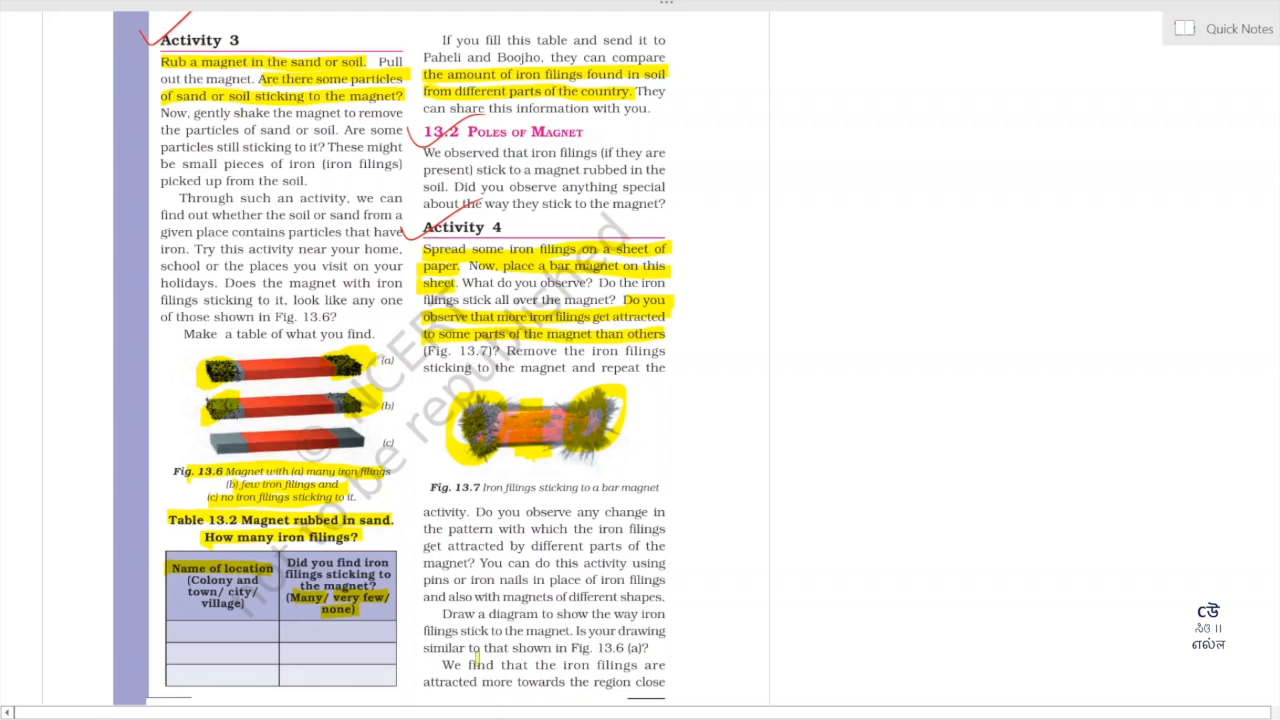 Quick Notes
Activity 3
Rub a magnet in the sand or soil. Pull
out the magnet. Are there some particles
of sand or soil sticking to the magnet?
Now, gently shake the magnet to remove
the particles of sand or soil. Are some
particles still sticking to it? These might
be small pieces of iron (iron filings)
picked up from the soil.
Through such an activity, we can
find out whether the soil or sand from a
given place contains particles that have
iron. Try this activity near your home,
school or the places you visit on your
holidays. Does the magnet with iron
filings sticking to it, look like any one
of those shown in Fig. 13.6?
Make a table of what you find.
(a)
(b)
(c)
Fig. 13.6 Magnet with (a) many iron filings
(b) few iron filings and
(c) no iron filings sticking to it.
Table 13.2 Magnet rubbed in sand.
How many iron filings?
Name of location
(Colony and
town/ city/
village)
Did you find iron
filings sticking to
the magnet?
(Many/ very few/
none)
If you fill this table and send it to
Paheli and Boojho, they can compare
the amount of iron filings found in soil
from different parts of the country. They
can share this information with you.
13.2 POLES OF MAGNET
We observed that iron filings (if they are
present) stick to a magnet rubbed in the
soil. Did you observe anything special
about the way they stick to the magnet?
Activity 4
Spread some iron filings on a sheet of
paper. Now, place a bar magnet on this
sheet. What do you observe? Do the iron
filings stick all over the magnet? Do you
observe that more iron filings get attracted
to some parts of the magnet than others
(Fig. 13.7)? Remove the iron filings
sticking to the magnet and repeat the
Fig. 13.7 Iron filings sticking to a bar magnet
activity. Do you observe any change in
the pattern with which the iron filings
get attracted by different parts of the
magnet? You can do this activity using
pins or iron nails in place of iron filings
and also with magnets of different shapes.
Draw a diagram to show the way iron
filings stick to the magnet. Is your drawing
similar to that shown in Fig. 13.6 (a)?
We find that the iron filings are
attracted more towards the region close
© NCERT
not to be republished